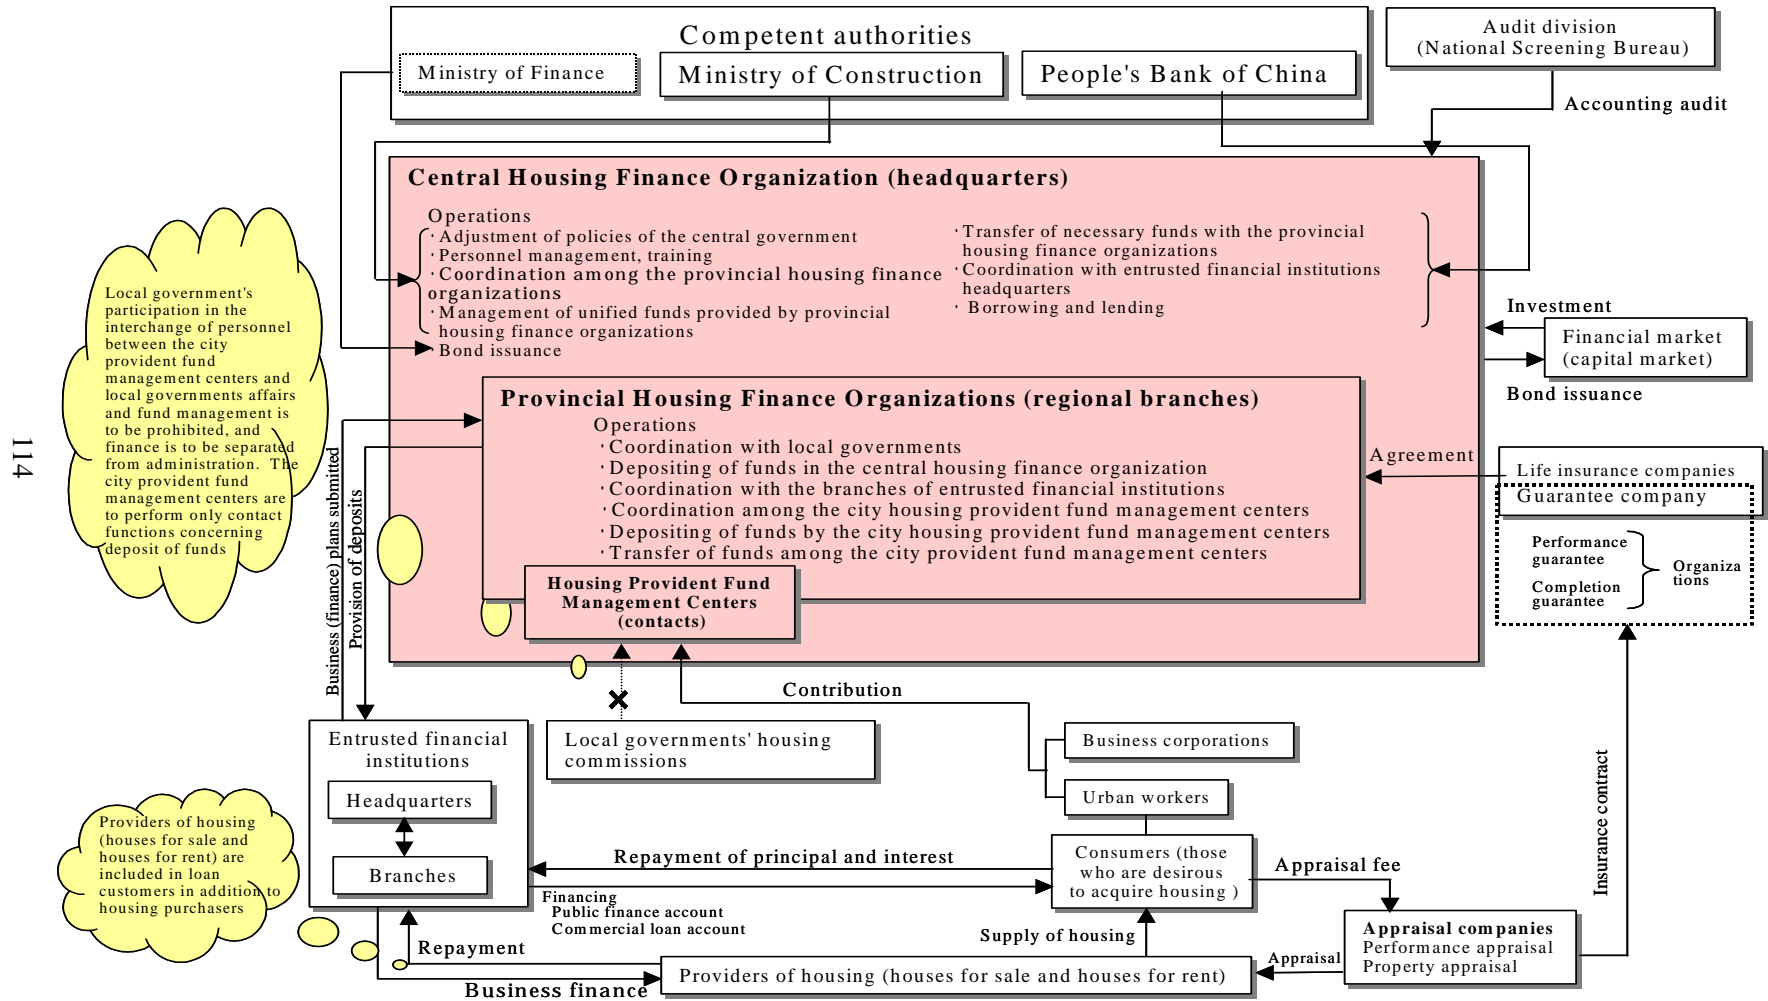 Competent authorities
Ministry of Finance
Ministry of Construction
People's Bank of China
Audit division
(National Screening Bureau)
Accounting audit
Central Housing Finance Organization (headquarters)
Operations
·Adjustment of policies of the central government
·Personnel management, training
·Coordination among the provincial housing finance
organizations
·Management of unified funds provided by provincial
housing finance organizations
·Bond issuance
·Transfer of necessary funds with the provincial
housing finance organizations
·Coordination with entrusted financial institutions
headquarters
· Borrowing and lending
Investment
Financial market
(capital market)
Bond issuance
Local government's
participation in the
interchange of personnel
between the city
provident fund
management centers and
local governments affairs
and fund management is
to be prohibited, and
finance is to be separated
from administration.  The
city provident fund
management centers are
to perform only contact
functions concerning
deposit of funds
114
Provincial Housing Finance Organizations (regional branches)
Operations
·Coordination with local governments
·Depositing of funds in the central housing finance organization
·Coordination with the branches of entrusted financial institutions
·Coordination among the city housing provident fund management centers
·Depositing of funds by the city housing provident fund management centers
·Transfer of funds among the city provident fund management centers
Agreement
Life insurance companies
Guarantee company
Performance
guarantee
Completion
guarantee
Organiza
tions
Housing Provident Fund
Management Centers
(contacts)
Business (finance) plans submitted
Provision of deposits
Contribution
Entrusted financial
institutions
Headquarters
Branches
Local governments' housing
commissions
Business corporations
Urban workers
Insurance contract
Providers of housing
(houses for sale and
houses for rent) are
included in loan
customers in addition to
housing purchasers
Repayment of principal and interest
Financing
Public finance account
Commercial loan account
Consumers (those
who are desirous
to acquire housing )
Appraisal fee
Appraisal companies
Performance appraisal
Property appraisal
Supply of housing
Repayment
Appraisal
Providers of housing (houses for sale and houses for rent)
Business finance